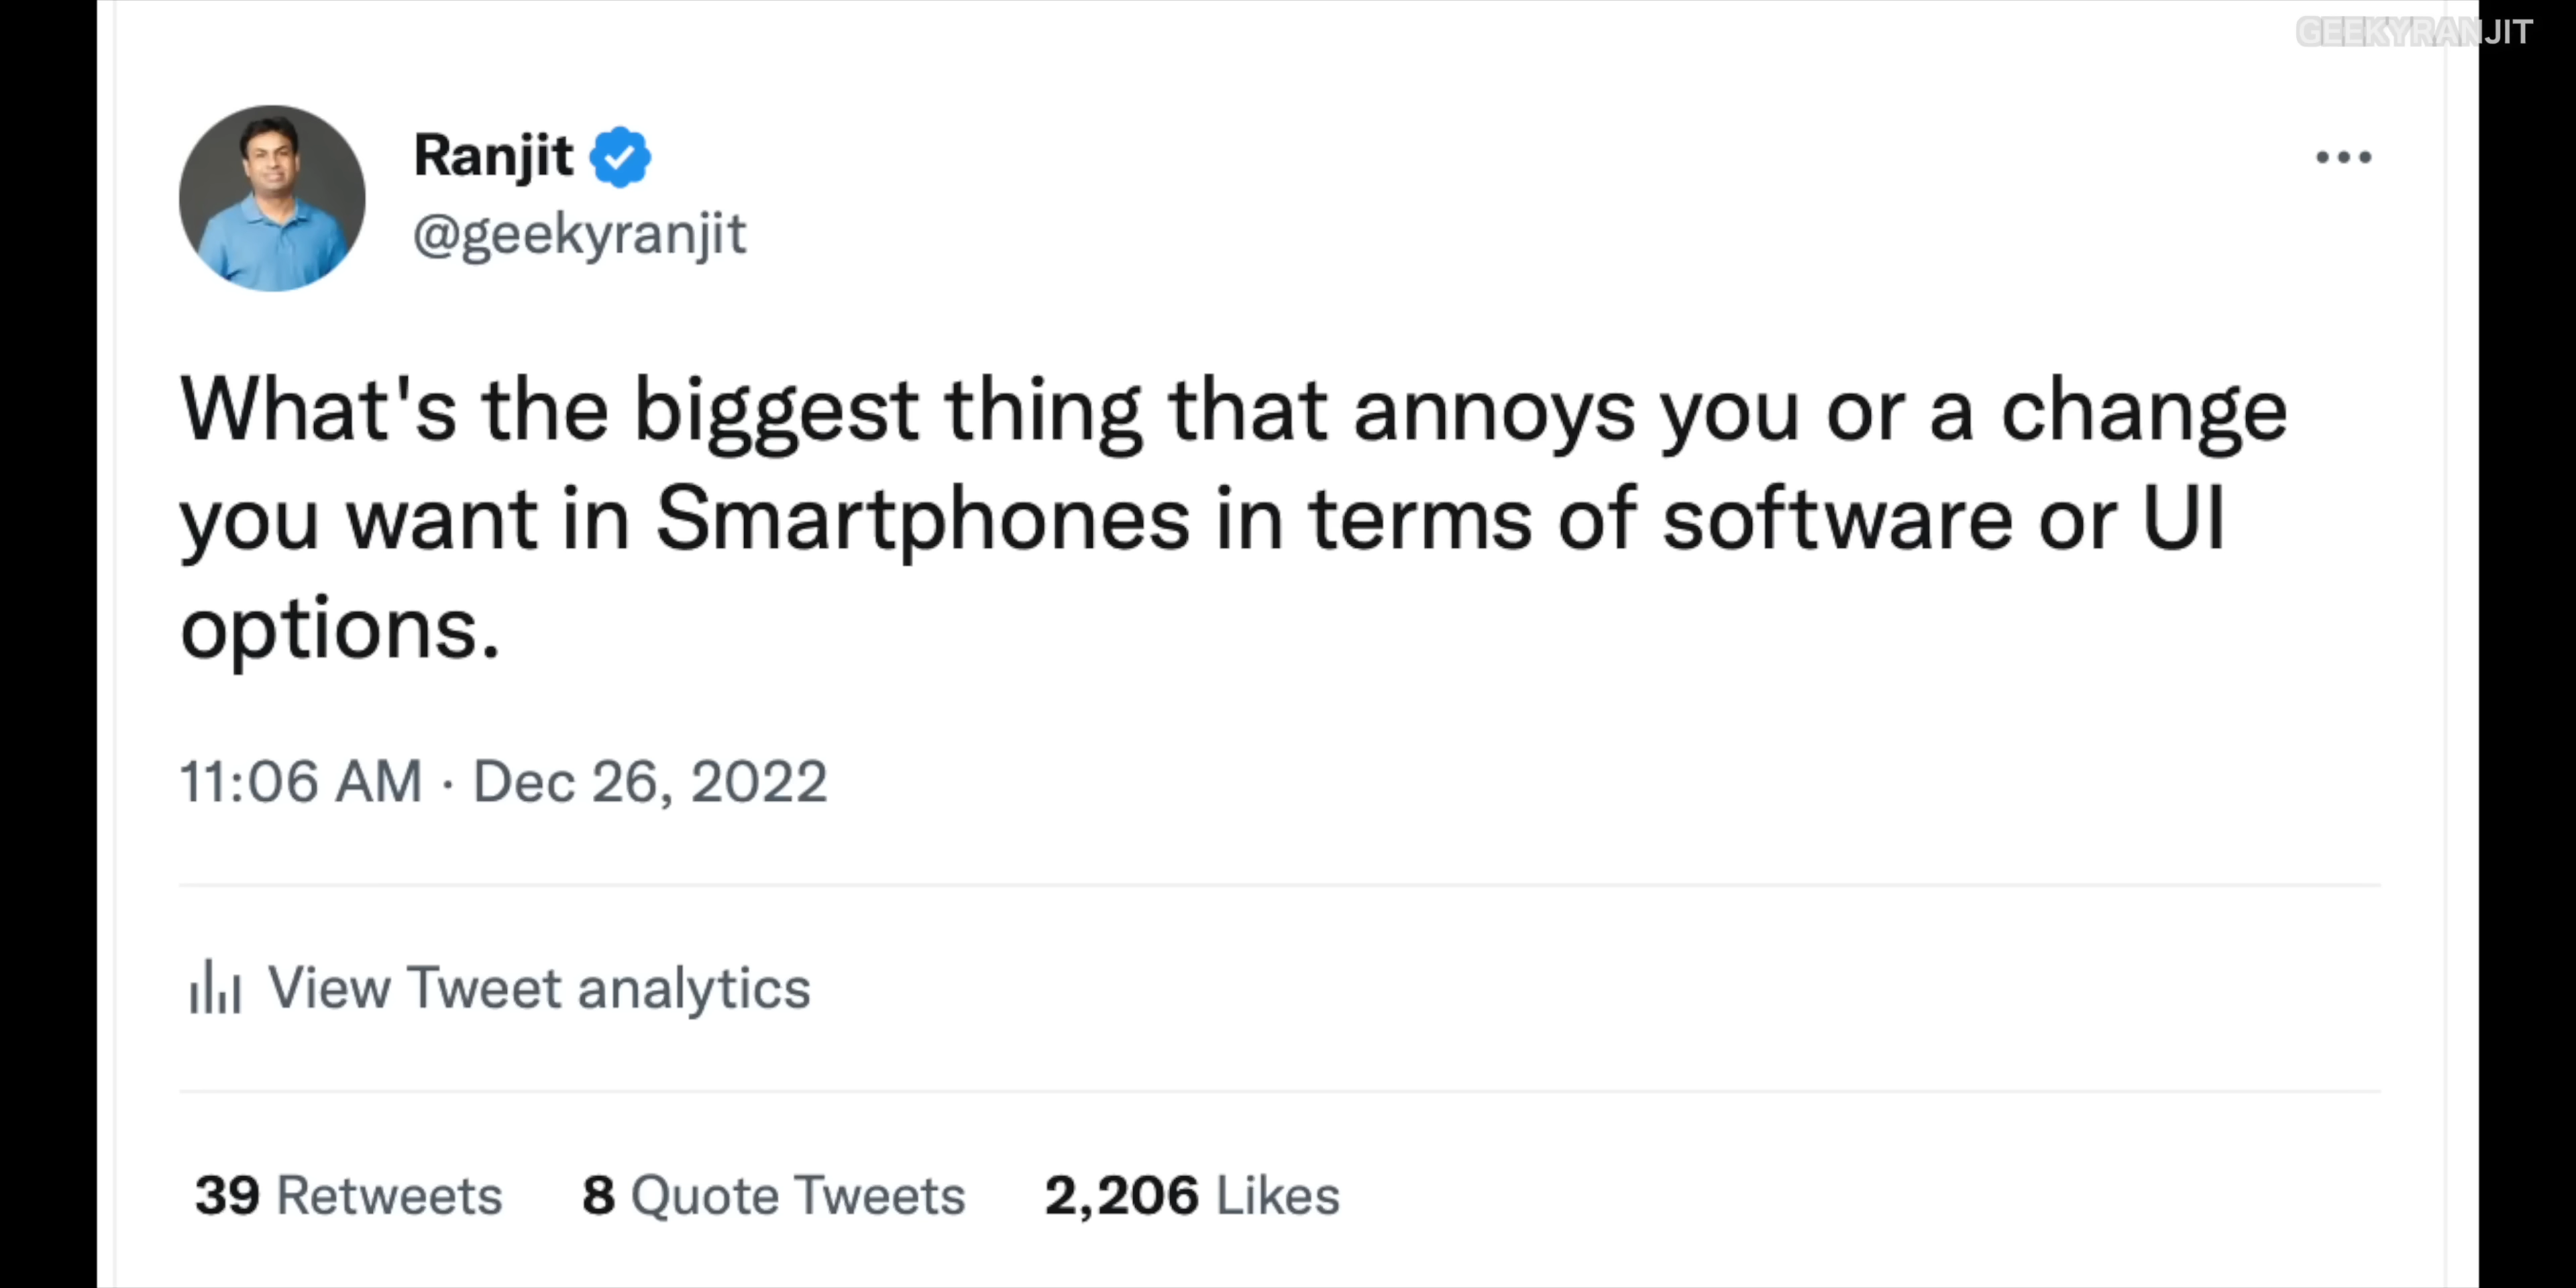 GEEKYRANJIT
Ranjit
@geekyranjit
What's the biggest thing that annoys you or a change
you want in Smartphones in terms of software or UI
options.
11:06 AM · Dec 26, 2022
View Tweet analytics
39 Retweets 8 Quote Tweets 2,206 Likes